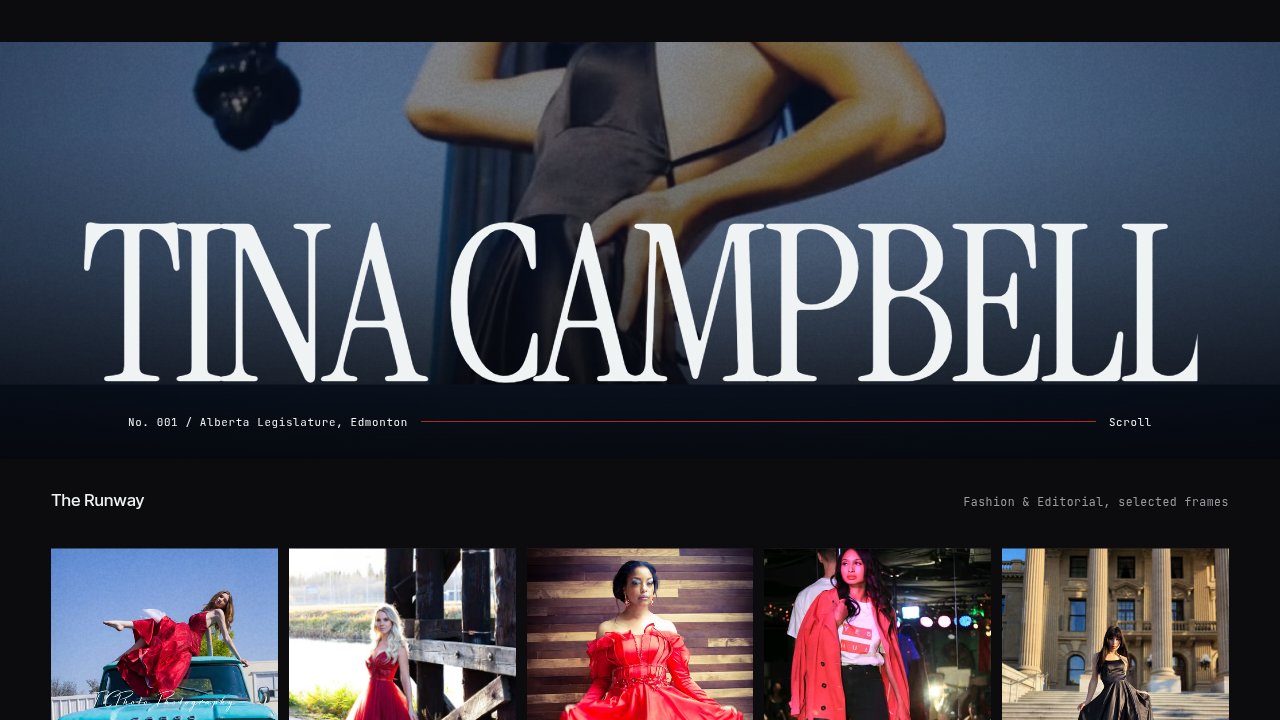 TINA CAMPBELL
No. 001 / Alberta Legislature, Edmonton
Scroll
The Runway
Fashion & Editorial, selected frames